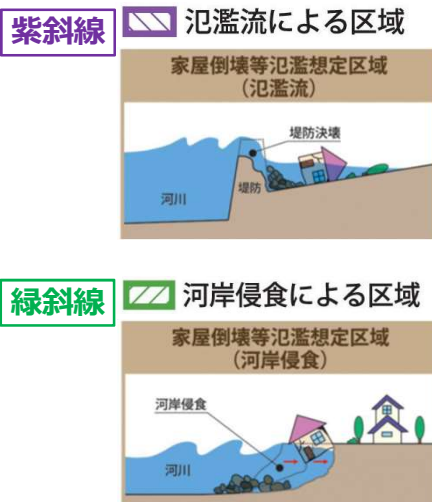 紫斜線
氾濫流による区域
家屋倒壊等氾濫想定区域
（氾濫流）
堤防決壊
河川
堤防
緑斜線
河岸侵食による区域
家屋倒壊等氾濫想定区域
（河岸侵食）
河岸侵食
河川